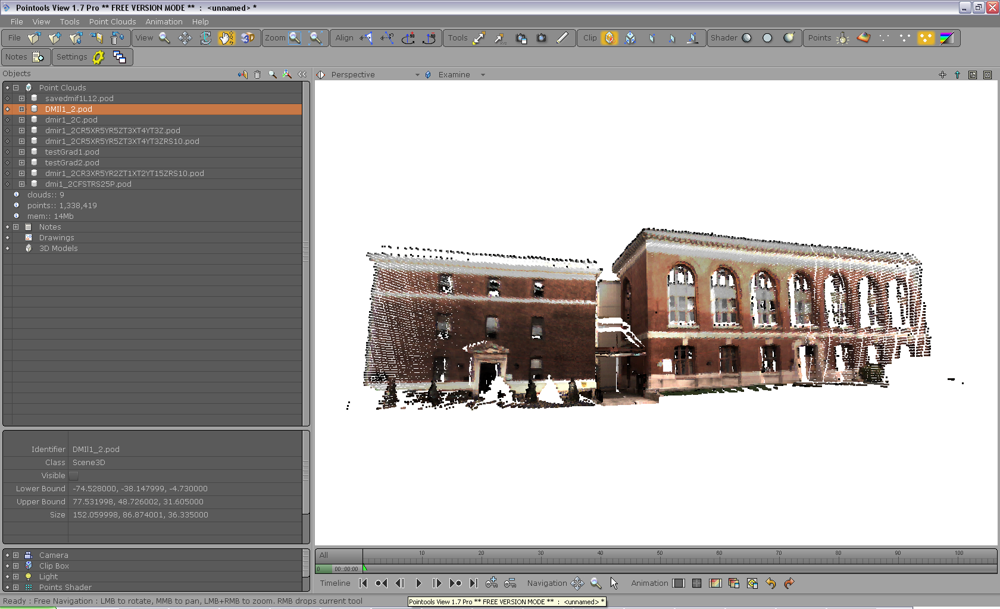 Pointools View 1.7 Pro ** FREE VERSION MODE ** : <unnamed> *
File View Tools Point Clouds Animation Help
File View Zoom Align Tools Clip Shader Points
Notes Settings
Objects
Perspective Examine
Point Clouds
savedmif1L12.pod
DMIl1_2.pod
dmir1_2C.pod
dmir1_2CR5XR5YR5ZT3XT4YT3Z.pod
dmir1_2CR5XR5YR5ZT3XT4YT3ZRS10.pod
testGrad1.pod
testGrad2.pod
dmir1_2CR3XR5YR2ZT1XT2YT15ZRS10.pod
dmi1_2CFSTRS25P.pod
clouds:: 9
points:: 1,338,419
mem:: 14Mb
Notes
Drawings
3D Models
Identifier DMIl1_2.pod
Class Scene3D
Visible
Lower Bound -74.528000, -38.147999, -4.730000
Upper Bound 77.531998, 48.726002, 31.605000
Size 152.059998, 86.874001, 36.335000
Camera
Clip Box
Light
Points Shader
All 10 20 30 40 50 60 70 80 90 100
0 00::00:00
Timeline Navigation Animation
Ready : Free Navigation : LMB to rotate, MMB to pan, LMB+RMB to zoom. RMB drops current tool
Pointools View 1.7 Pro ** FREE VERSION MODE ** : <unnamed> *